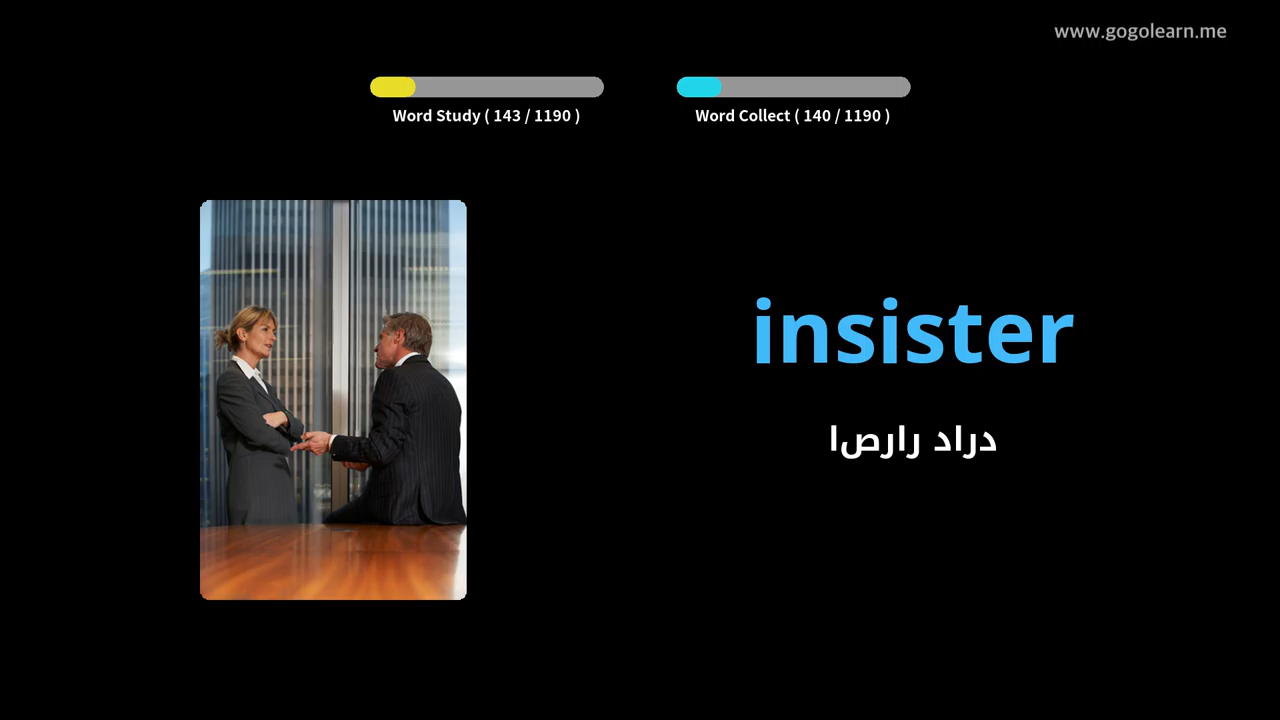 www.gogolearn.me
Word Study ( 143 / 1190 )
Word Collect ( 140 / 1190 )
insister
دراد رارصا